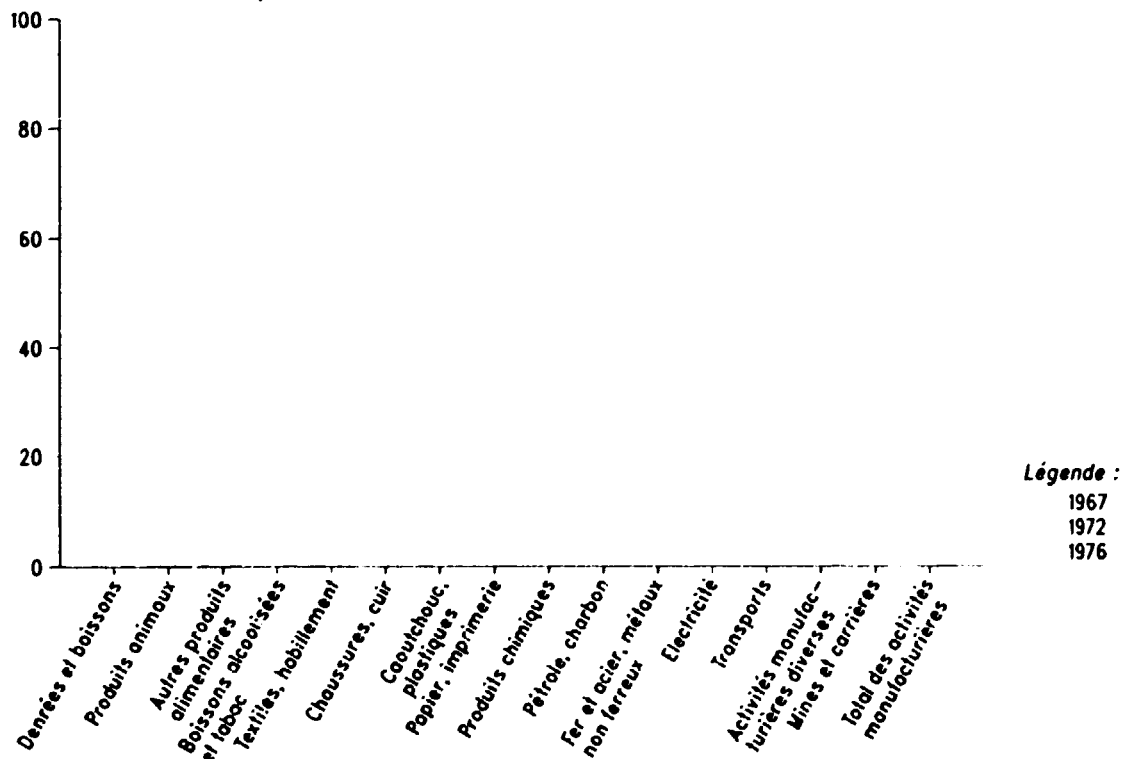 100
80
60
40
20
0
Légende :
1967
1972
1976
Denrées et boissons
Produits animaux
Autres produits
alimentaires
Boissons alcoolisées
et tabac
Textiles, habillement
Chaussures, cuir
Caoutchouc,
plastiques
Papier, imprimerie
Produits chimiques
Pétrole, charbon
Fer et acier, métaux
non ferreux
Electricité
Transports
Activités manufac-
turières diverses
Mines et carrières
Total des activités
manufacturières